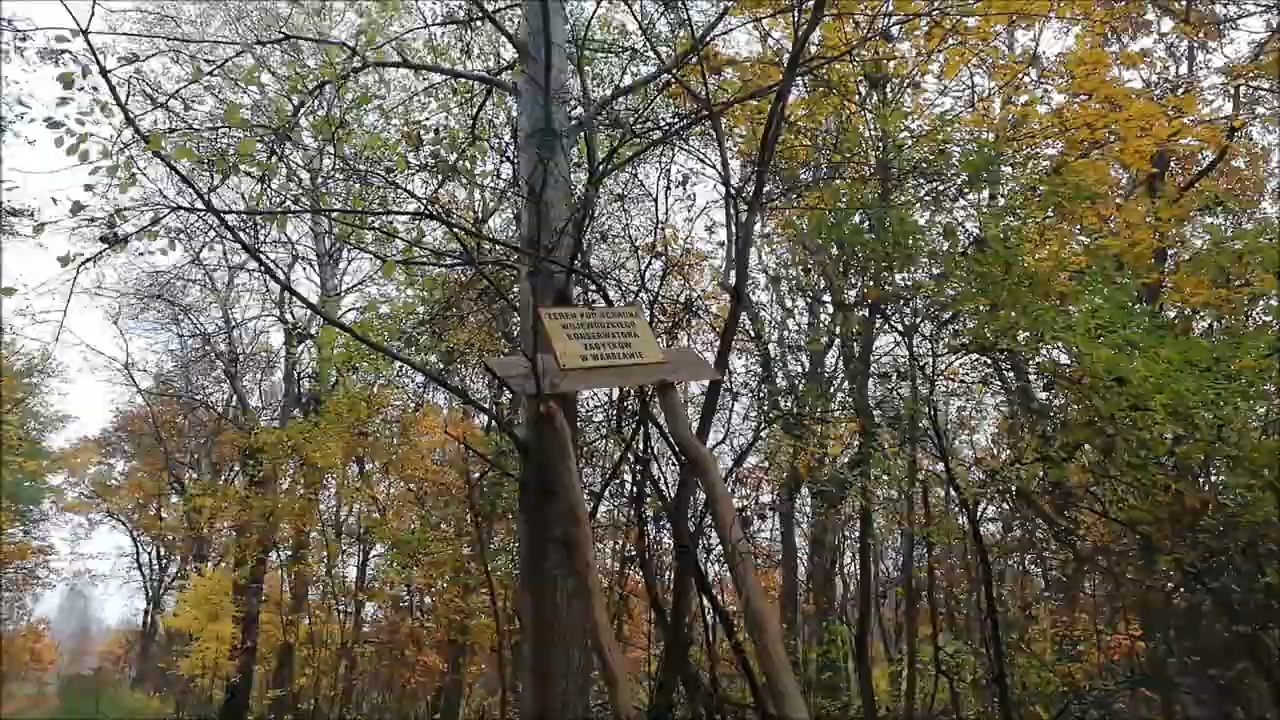 TEREN POD OCHRONĄ
WOJEWÓDZKIEGO
KONSERWATORA
ZABYTKÓW
W WARSZAWIE